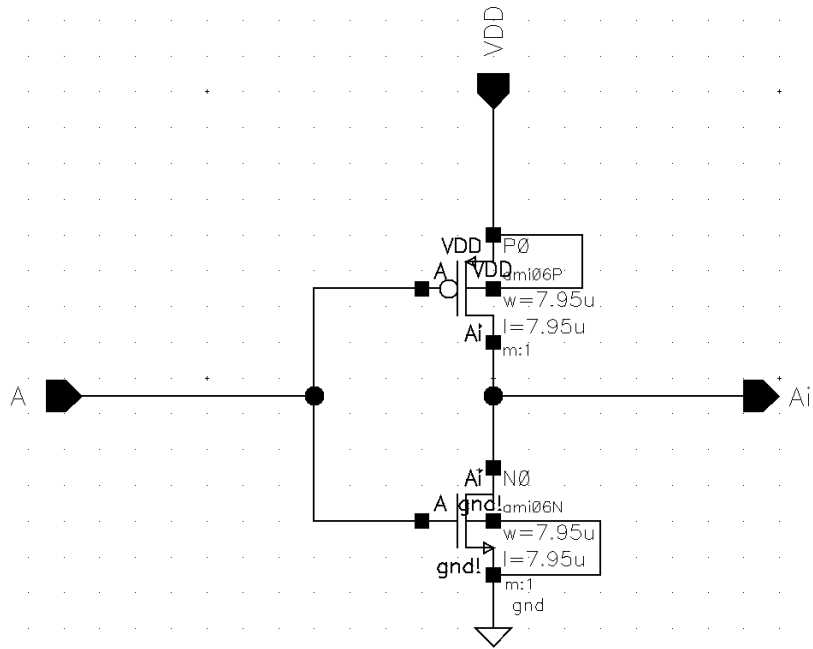 VDD
VDD P0
A VDD ami06P
w=7.95u
l=7.95u
Ai
m:1
A
Ai
Ai N0
A gnd! ami06N
w=7.95u
l=7.95u
gnd!
m:1
gnd